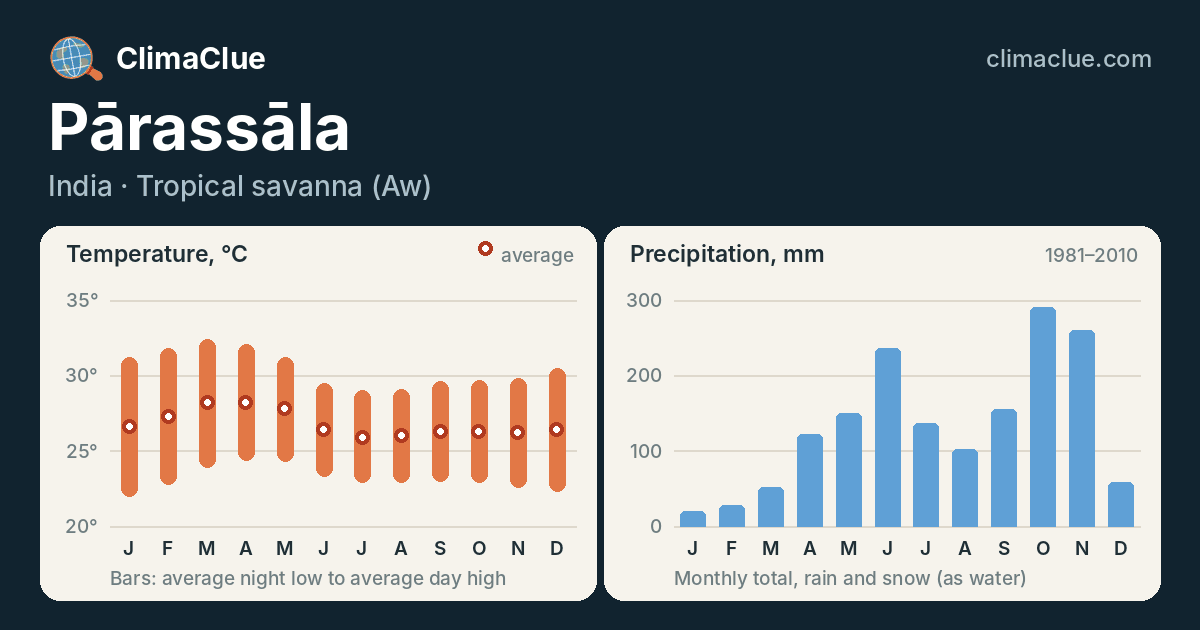 ClimaClue
climaclue.com
Pārassāla
India · Tropical savanna (Aw)
Temperature, °C
average
35°
30°
25°
20°
J F M A M J J A S O N D
Bars: average night low to average day high
Precipitation, mm
1981–2010
300
200
100
0
J F M A M J J A S O N D
Monthly total, rain and snow (as water)